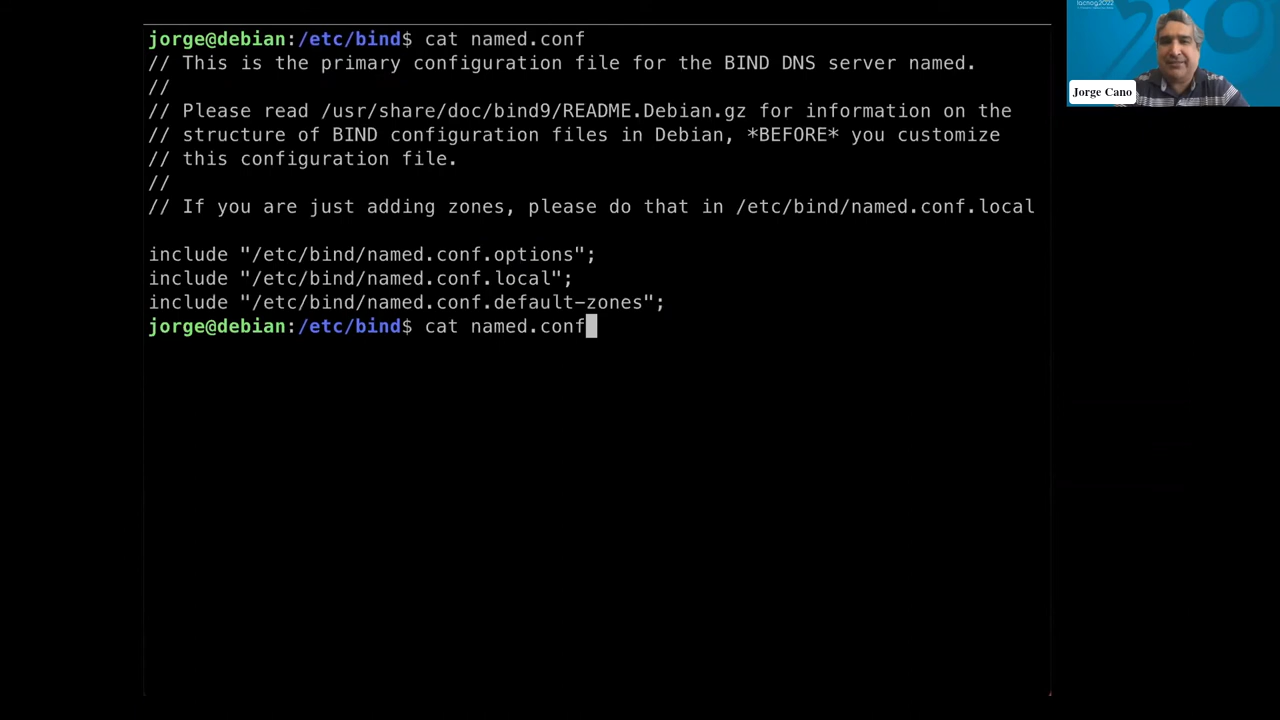 jorge@debian:/etc/bind$ cat named.conf
// This is the primary configuration file for the BIND DNS server named.
//
// Please read /usr/share/doc/bind9/README.Debian.gz for information on the
// structure of BIND configuration files in Debian, *BEFORE* you customize
// this configuration file.
//
// If you are just adding zones, please do that in /etc/bind/named.conf.local
include "/etc/bind/named.conf.options";
include "/etc/bind/named.conf.local";
include "/etc/bind/named.conf.default-zones";
jorge@debian:/etc/bind$ cat named.conf
lacnog2022
Jorge Cano